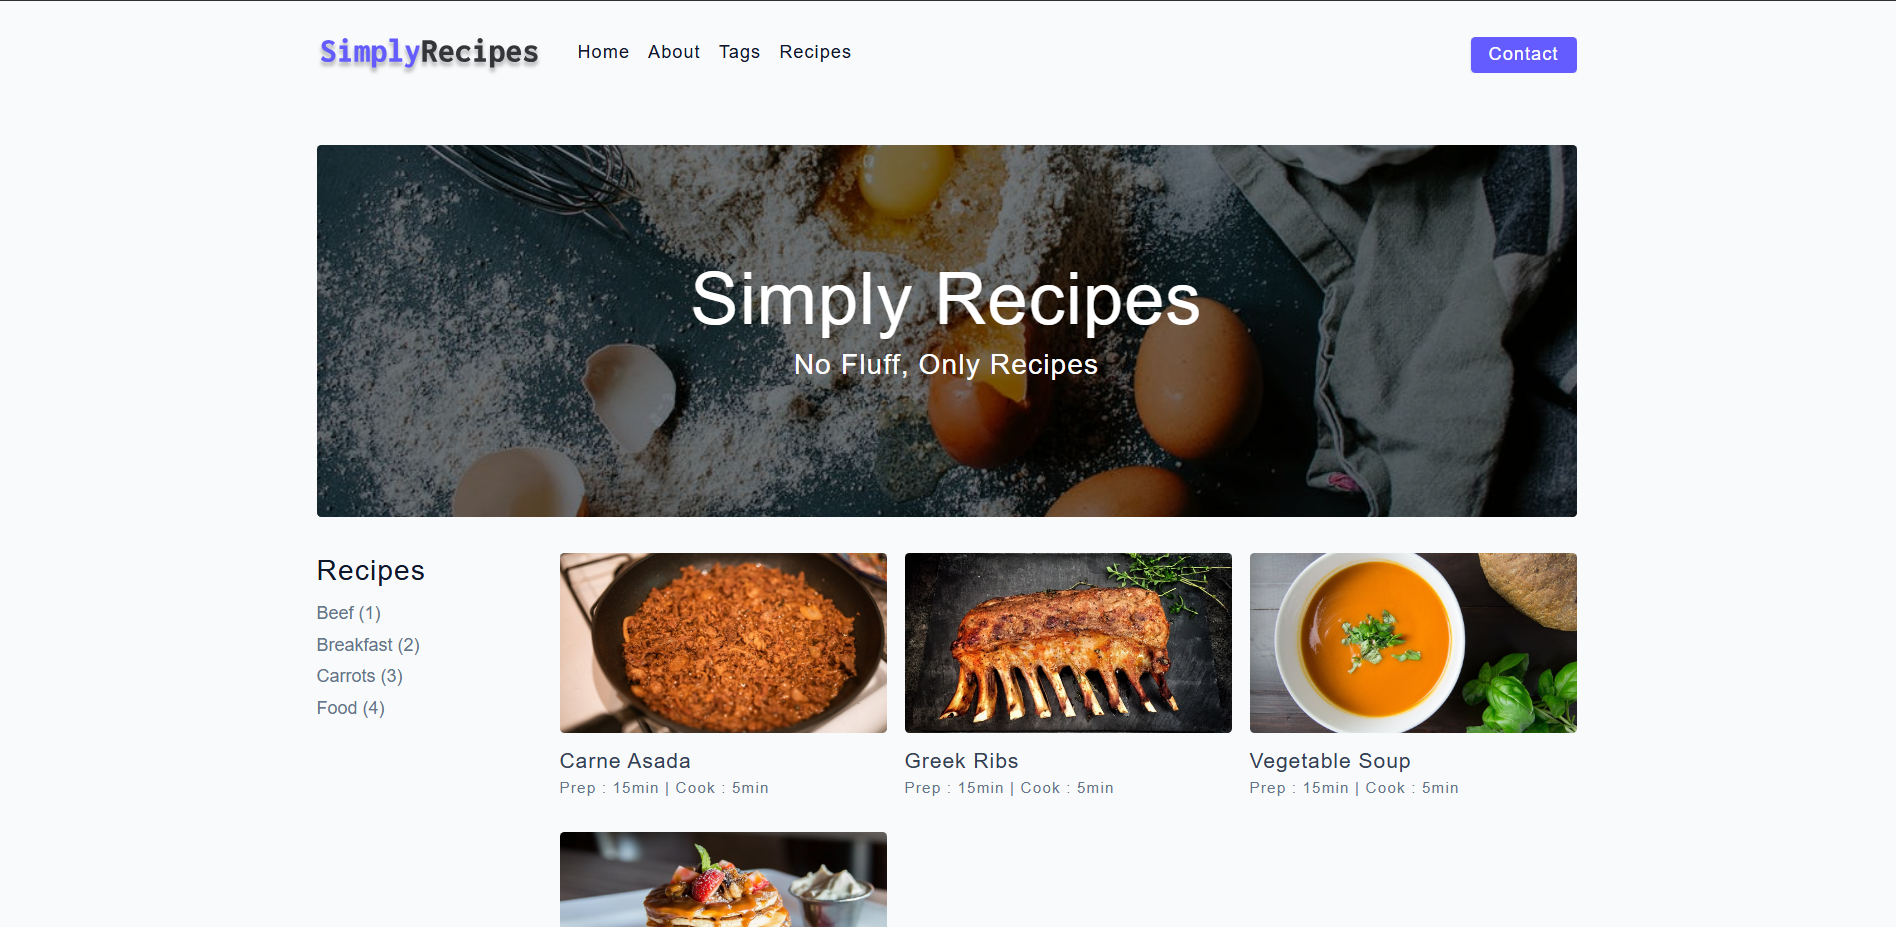 SimplyRecipes
Home About Tags Recipes
Contact
Simply Recipes
No Fluff, Only Recipes
Recipes
Beef (1)
Breakfast (2)
Carrots (3)
Food (4)
Carne Asada
Prep : 15min | Cook : 5min
Greek Ribs
Prep : 15min | Cook : 5min
Vegetable Soup
Prep : 15min | Cook : 5min